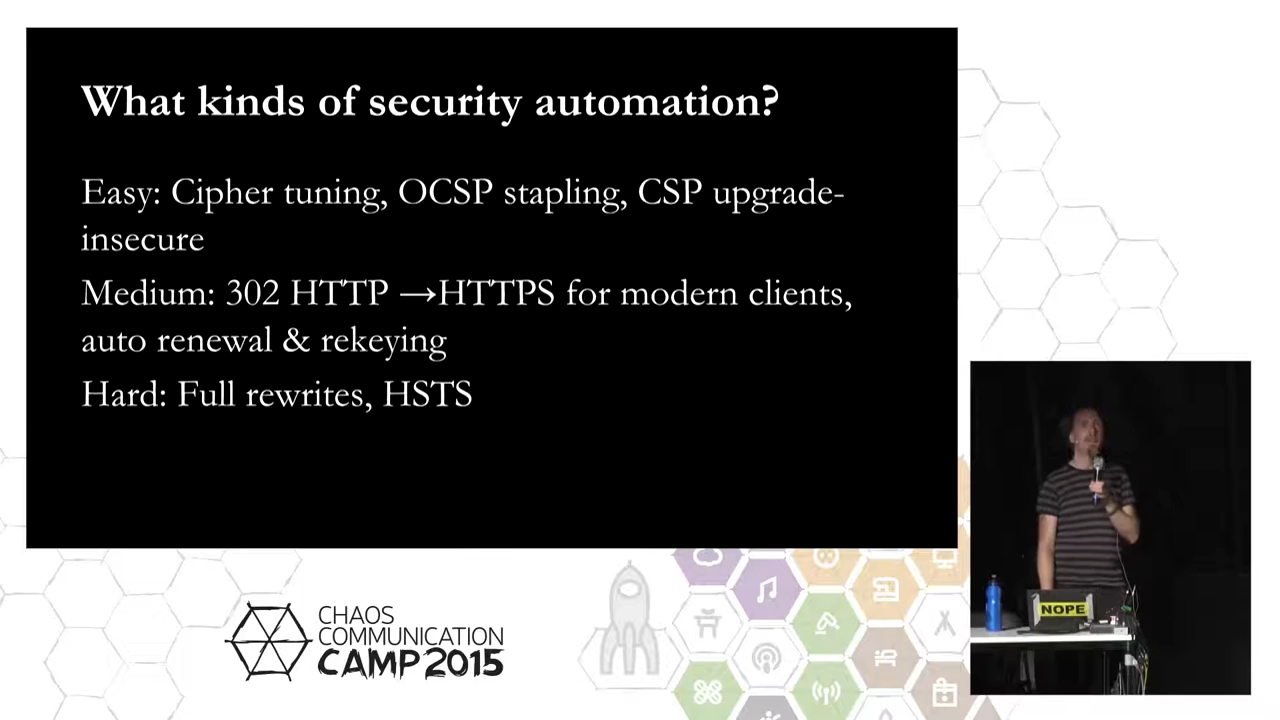 What kinds of security automation?
Easy: Cipher tuning, OCSP stapling, CSP upgrade-
insecure
Medium: 302 HTTP →HTTPS for modern clients,
auto renewal & rekeying
Hard: Full rewrites, HSTS
CHAOS
COMMUNICATION
CAMP 2015
NOPE